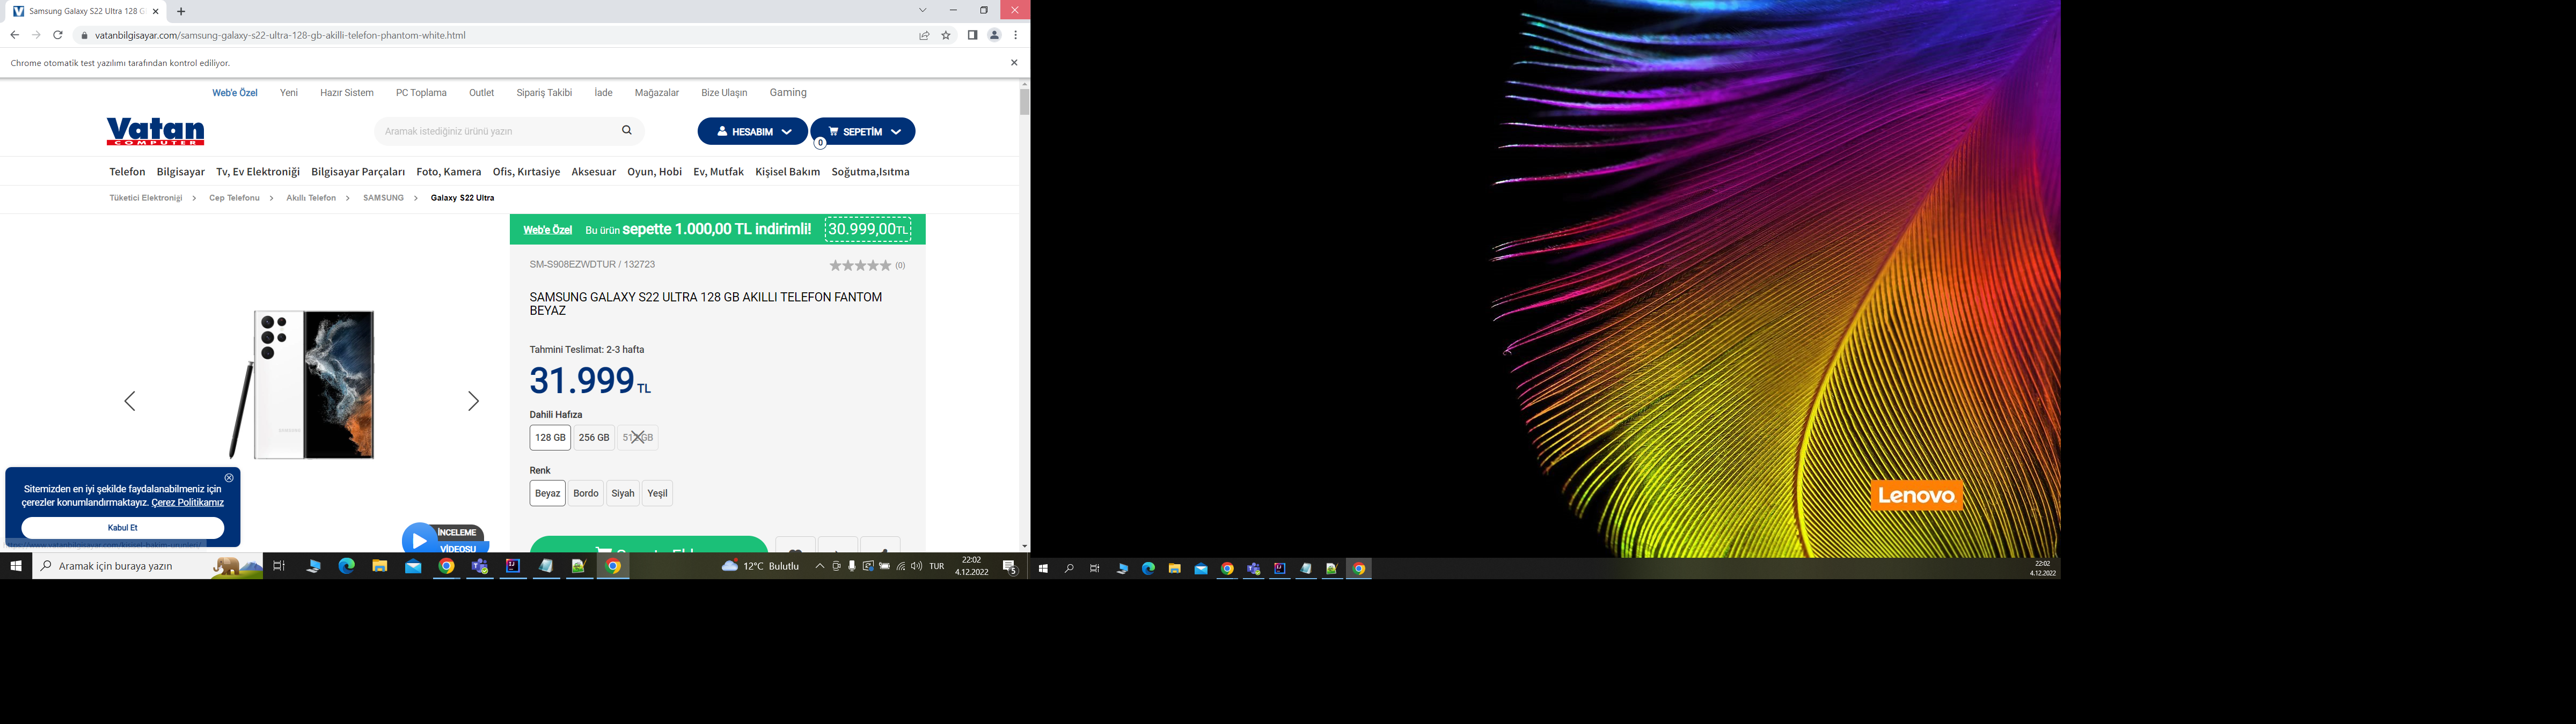 Samsung Galaxy S22 Ultra 128 G
vatanbilgisayar.com/samsung-galaxy-s22-ultra-128-gb-akilli-telefon-phantom-white.html
Chrome otomatik test yazılımı tarafından kontrol ediliyor.
Web'e Özel Yeni Hazır Sistem PC Toplama Outlet Sipariş Takibi İade Mağazalar Bize Ulaşın Gaming
Vatan
COMPUTER
Aramak istediğiniz ürünü yazın
HESABIM
SEPETİM
0
Telefon Bilgisayar Tv, Ev Elektroniği Bilgisayar Parçaları Foto, Kamera Ofis, Kırtasiye Aksesuar Oyun, Hobi Ev, Mutfak Kişisel Bakım Soğutma,Isıtma
Tüketici Elektroniği > Cep Telefonu > Akıllı Telefon > SAMSUNG > Galaxy S22 Ultra
Web'e Özel Bu ürün sepette 1.000,00 TL indirimli! 30.999,00TL
SM-S908EZWDTUR / 132723
(0)
SAMSUNG GALAXY S22 ULTRA 128 GB AKILLI TELEFON FANTOM
BEYAZ
Tahmini Teslimat: 2-3 hafta
31.999 TL
Dahili Hafıza
128 GB 256 GB 512 GB
Renk
Beyaz Bordo Siyah Yeşil
Sitemizden en iyi şekilde faydalanabilmeniz için
çerezler konumlandırmaktayız. Çerez Politikamız
Kabul Et
İNCELEME
VİDEOSU
Lenovo
Aramak için buraya yazın
12°C Bulutlu
TUR
22:02
4.12.2022
5
22:02
4.12.2022